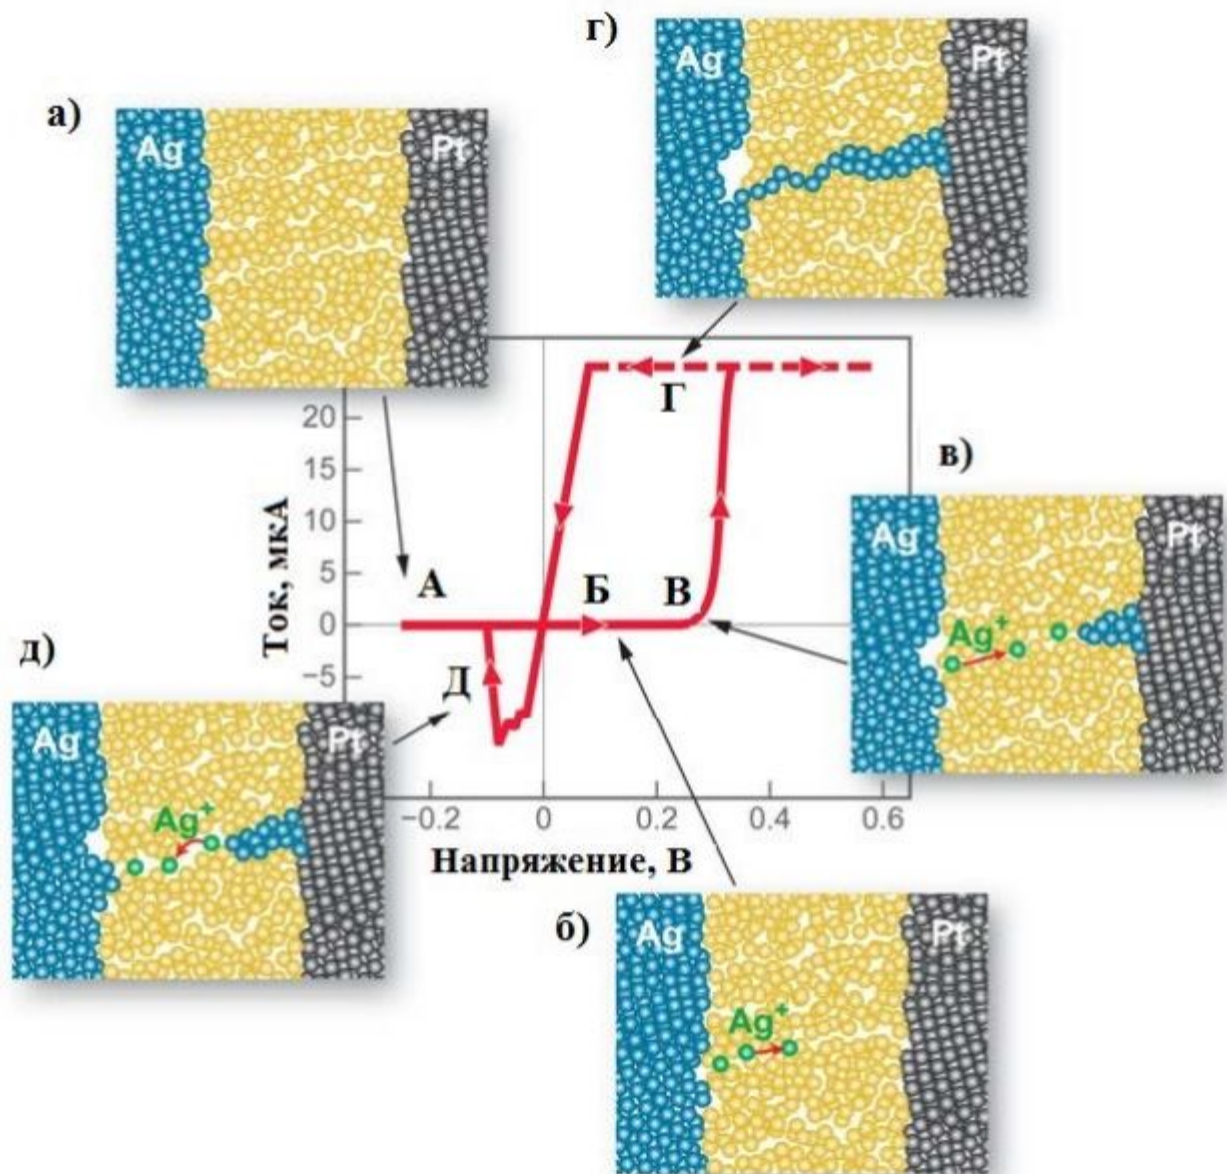 г)
Ag Pt
а)
Ag Pt
Г
20
15
10
5
0
−5
Ток, мкА
А Б В
Д
в)
Ag Pt
Ag⁺
д)
Ag Pt
Ag⁺
−0.2 0 0.2 0.4 0.6
Напряжение, В
б)
Ag Pt
Ag⁺